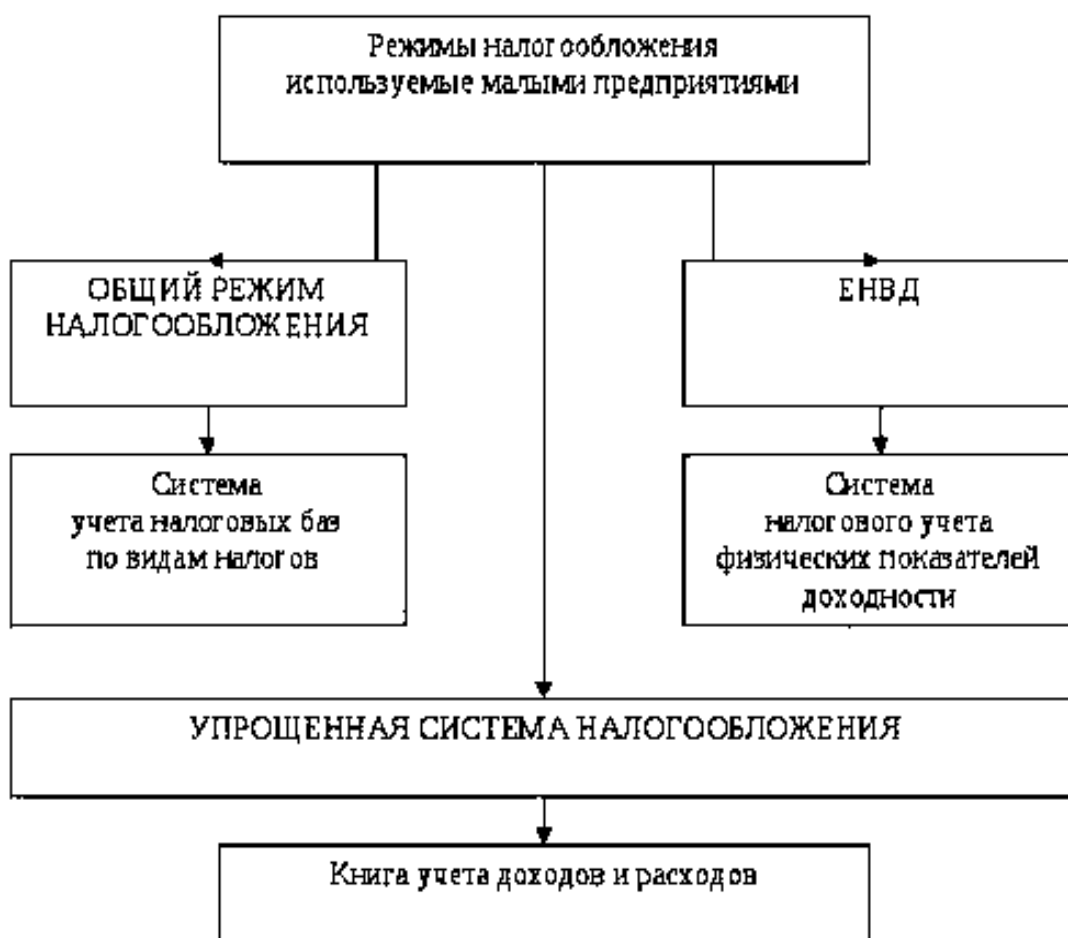 Режимы налогообложения
используемые малыми предприятиями
ОБЩИЙ РЕЖИМ
НАЛОГООБЛОЖЕНИЯ
ЕНВД
Система
учета налоговых баз
по видам налогов
Система
налогового учета
физических показателей
доходности
УПРОЩЕННАЯ СИСТЕМА НАЛОГООБЛОЖЕНИЯ
Книга учета доходов и расходов